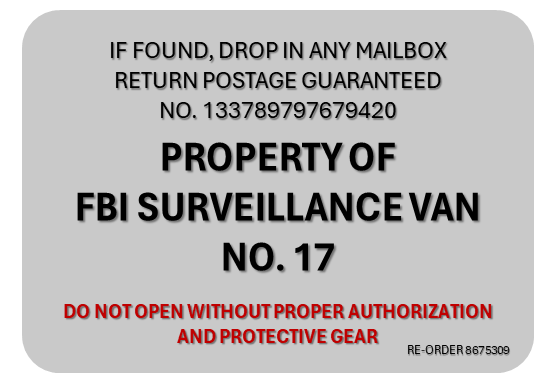 IF FOUND, DROP IN ANY MAILBOX
RETURN POSTAGE GUARANTEED
NO. 133789797679420
PROPERTY OF
FBI SURVEILLANCE VAN
NO. 17
DO NOT OPEN WITHOUT PROPER AUTHORIZATION
AND PROTECTIVE GEAR
RE-ORDER 8675309